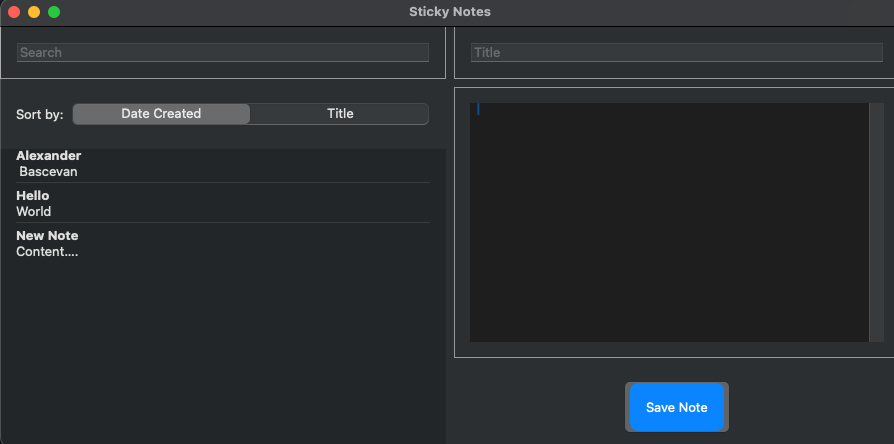 Sticky Notes
Search
Sort by: Date Created Title
Alexander
Bascevan
Hello
World
New Note
Content....
Title
Save Note